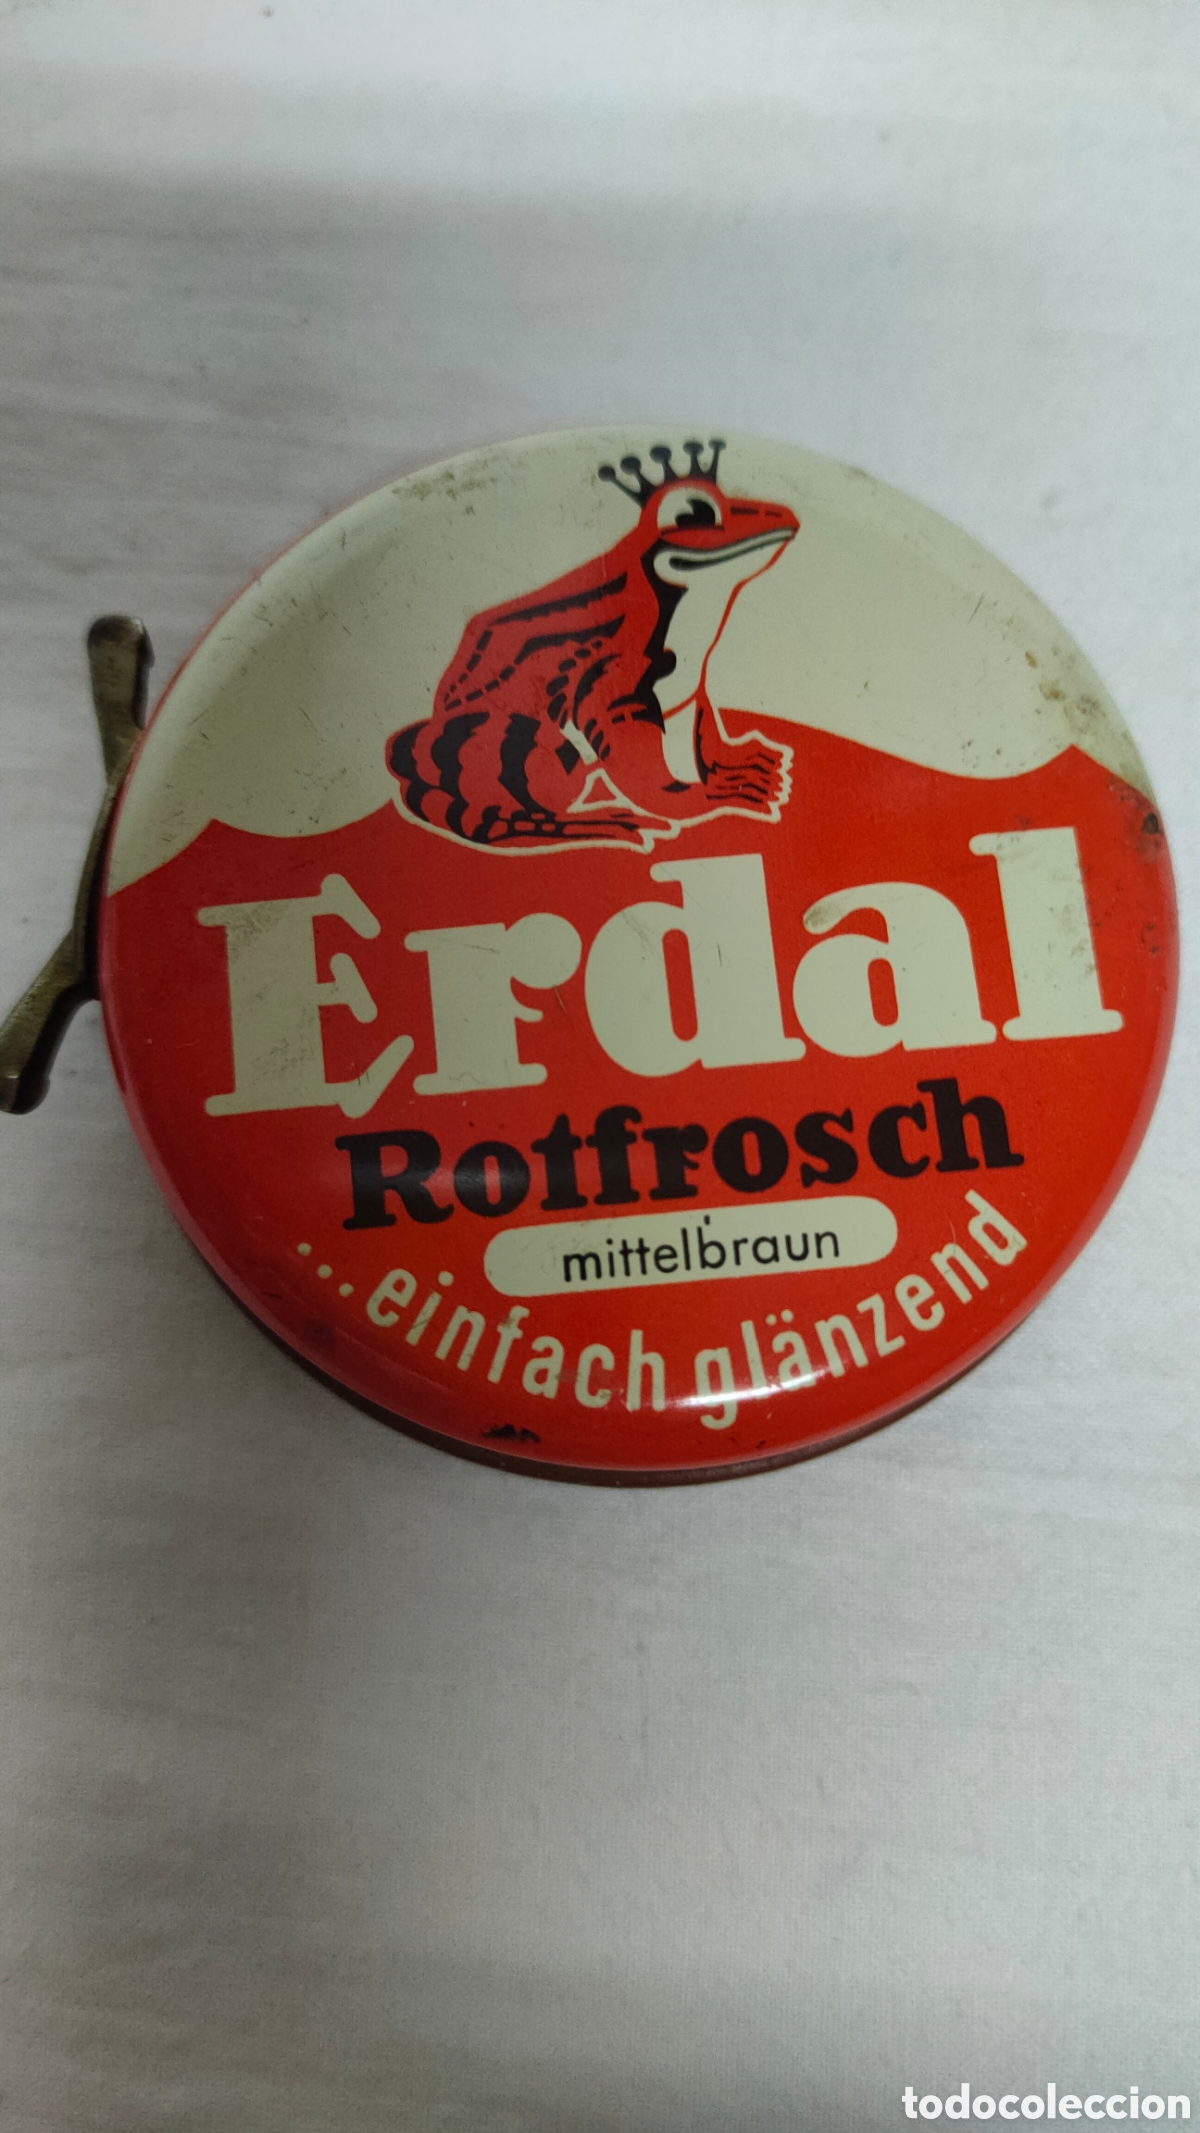 Erdal
Rotfrosch
mittelbraun
...einfach glänzend
todocoleccion